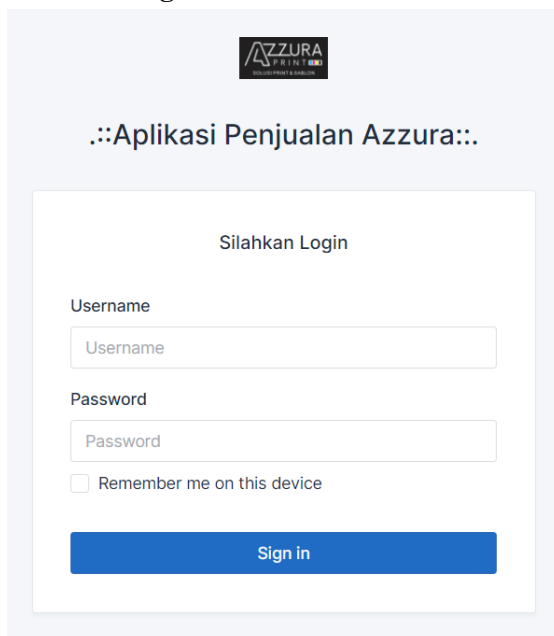 AZZURA
PRINT
SOLUSI PRINT & SABLON
.::Aplikasi Penjualan Azzura::.
Silahkan Login
Username
Username
Password
Password
Remember me on this device
Sign in